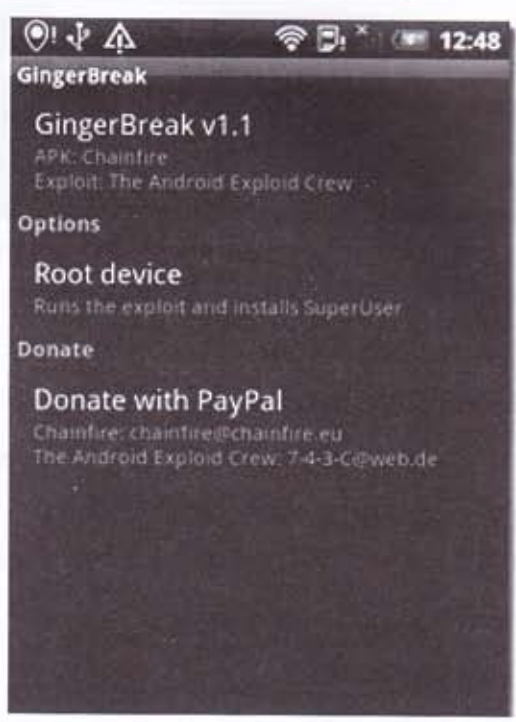 12:48
GingerBreak
GingerBreak v1.1
APK: Chainfire
Exploit: The Android Exploid Crew
Options
Root device
Runs the exploit and installs SuperUser
Donate
Donate with PayPal
Chainfire: chainfire@chainfire.eu
The Android Exploid Crew: 7-4-3-C@web.de